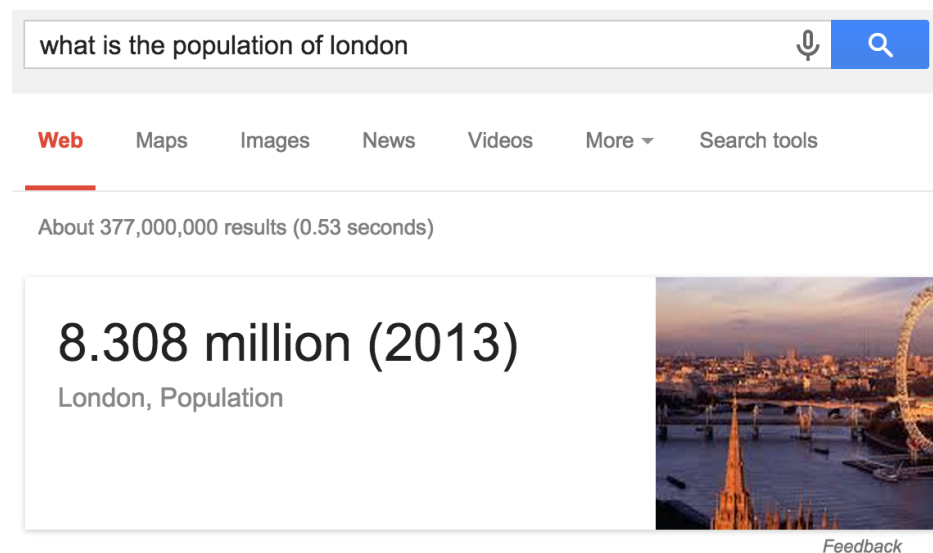 what is the population of london
Web Maps Images News Videos More Search tools
About 377,000,000 results (0.53 seconds)
8.308 million (2013)
London, Population
Feedback